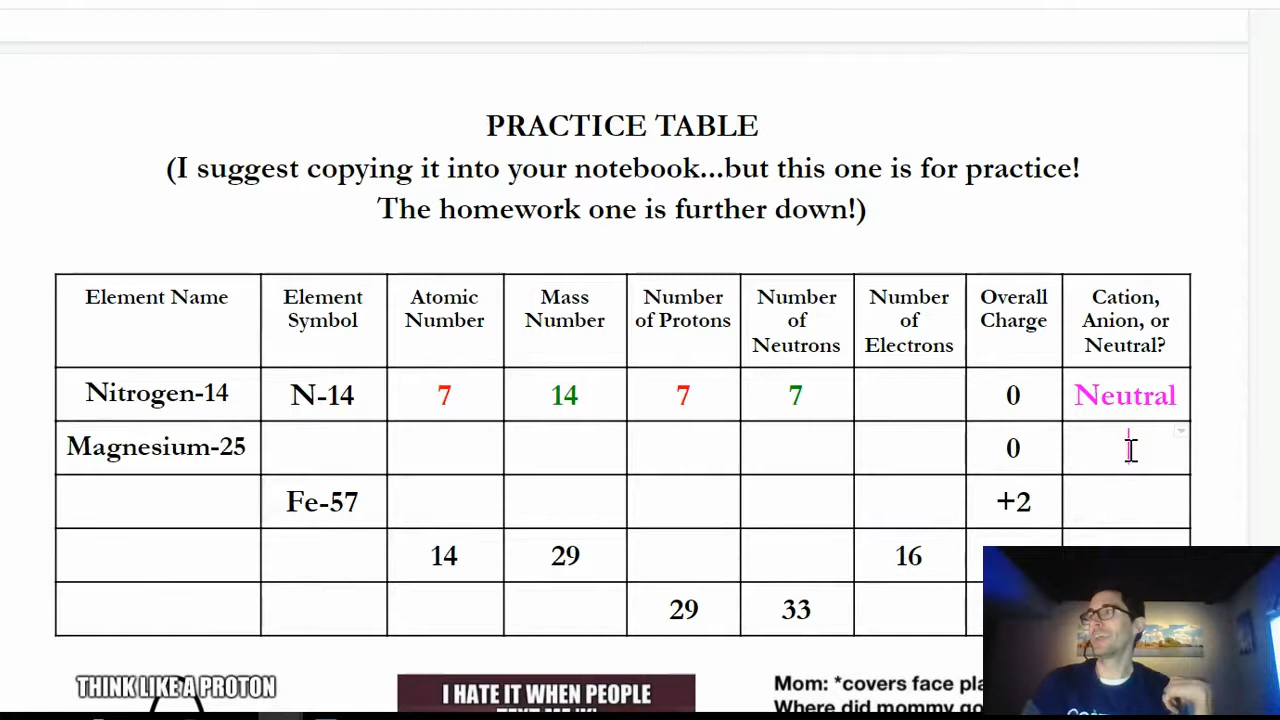 PRACTICE TABLE
(I suggest copying it into your notebook...but this one is for practice!
The homework one is further down!)
Element Name Element Symbol Atomic Number Mass Number Number of Protons Number of Neutrons Number of Electrons Overall Charge Cation, Anion, or Neutral?
Nitrogen-14 N-14 7 14 7 7 0 Neutral
Magnesium-25 0
Fe-57 +2
14 29 16
29 33
THINK LIKE A PROTON
I HATE IT WHEN PEOPLE
Mom: *covers face
Where did mommy